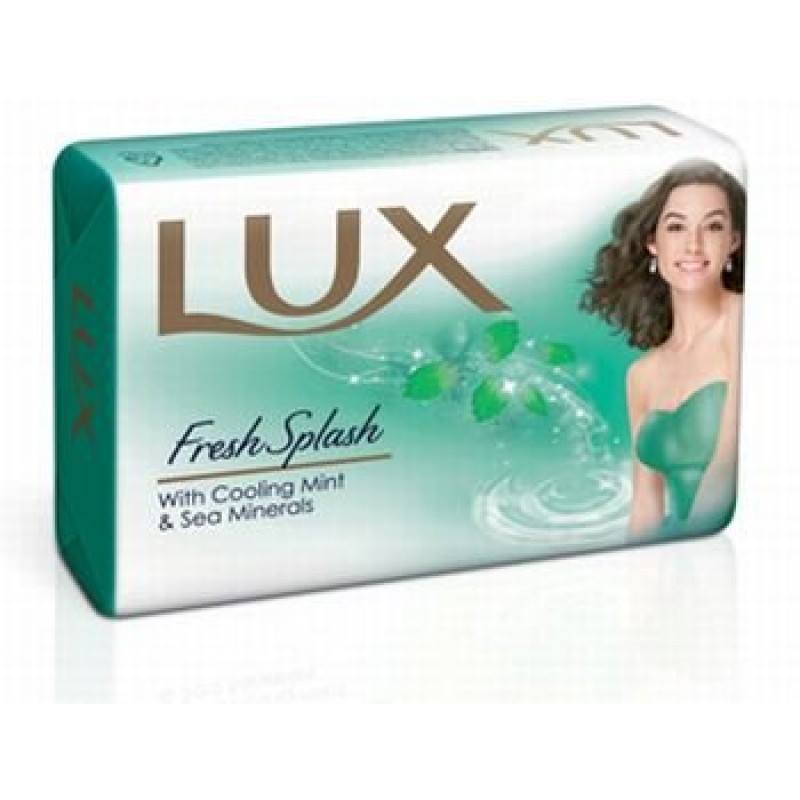 LUX
LUX
LUX
Fresh Splash
With Cooling Mint
& Sea Minerals